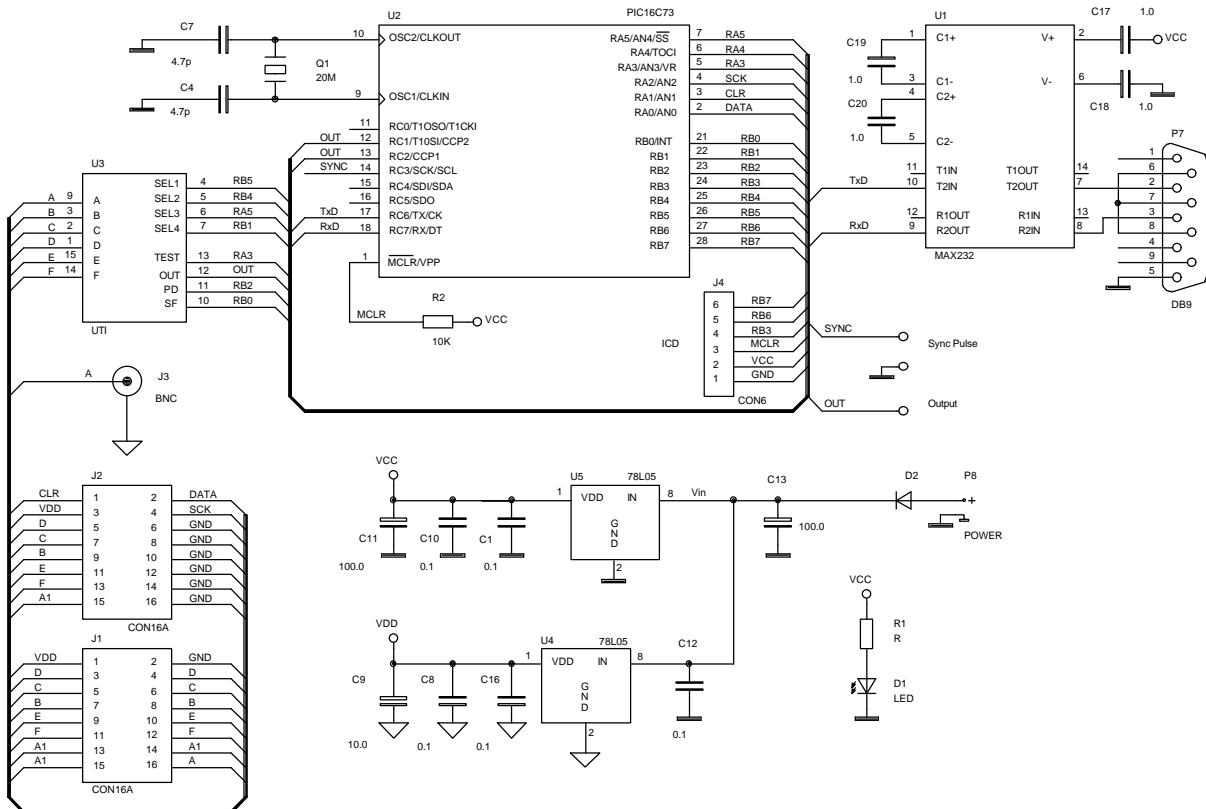 C7
4.7p
C4
4.7p
Q1
20M
U2
PIC16C73
10
OSC2/CLKOUT
9
OSC1/CLKIN
11
RC0/T1OSO/T1CKI
OUT
12
RC1/T10SI/CCP2
OUT
13
RC2/CCP1
SYNC
14
RC3/SCK/SCL
15
RC4/SDI/SDA
16
RC5/SDO
TxD
17
RC6/TX/CK
RxD
18
RC7/RX/DT
1
MCLR/VPP
RA5/AN4/SS
7
RA5
RA4/TOCI
6
RA4
RA3/AN3/VR
5
RA3
RA2/AN2
4
SCK
RA1/AN1
3
CLR
RA0/AN0
2
DATA
RB0/INT
21
RB0
RB1
22
RB1
RB2
23
RB2
RB3
24
RB3
RB4
25
RB4
RB5
26
RB5
RB6
27
RB6
RB7
28
RB7
MCLR
R2
10K
VCC
U1
C19
1.0
C20
1.0
1
C1+
3
C1-
4
C2+
5
C2-
11
T1IN
TxD
10
T2IN
12
R1OUT
RxD
9
R2OUT
V+
2
V-
6
T1OUT
14
T2OUT
7
R1IN
13
R2IN
8
MAX232
C17
1.0
VCC
C18
1.0
P7
1
6
2
7
3
8
4
9
5
DB9
U3
A
9
A
B
3
B
C
2
C
D
1
D
E
15
E
F
14
F
SEL1
4
RB5
SEL2
5
RB4
SEL3
6
RA5
SEL4
7
RB1
TEST
13
RA3
OUT
12
OUT
PD
11
RB2
SF
10
RB0
UTI
J4
ICD
6
RB7
5
RB6
4
RB3
3
MCLR
2
VCC
1
GND
CON6
SYNC
Sync Pulse
OUT
Output
A
J3
BNC
J2
CLR
1
2
DATA
VDD
3
4
SCK
D
5
6
GND
C
7
8
GND
B
9
10
GND
E
11
12
GND
F
13
14
GND
A1
15
16
GND
CON16A
J1
VDD
1
2
GND
D
3
4
D
C
5
6
C
B
7
8
B
E
9
10
E
F
11
12
F
A1
13
14
A1
A1
15
16
A
CON16A
VCC
C11
100.0
C10
0.1
C1
0.1
U5
78L05
1
VDD
IN
8
GND
2
Vin
C13
100.0
D2
P8
+
POWER
VDD
C9
10.0
C8
0.1
C16
0.1
U4
78L05
1
VDD
IN
8
GND
2
C12
0.1
VCC
R1
R
D1
LED